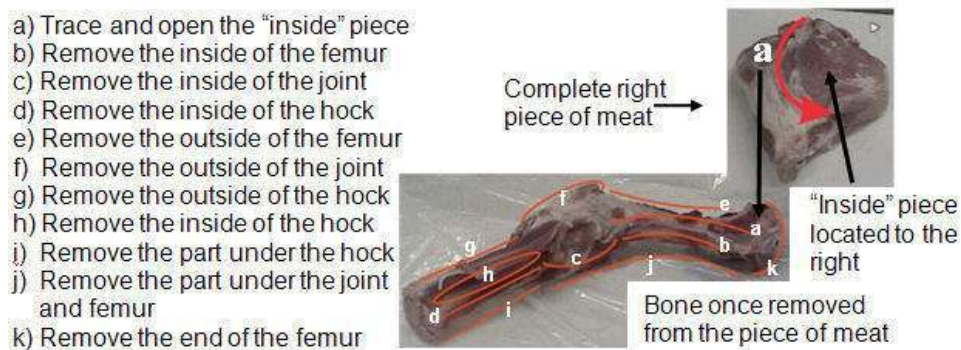 a) Trace and open the “inside” piece
b) Remove the inside of the femur
c) Remove the inside of the joint
d) Remove the inside of the hock
e) Remove the outside of the femur
f) Remove the outside of the joint
g) Remove the outside of the hock
h) Remove the inside of the hock
i) Remove the part under the hock
j) Remove the part under the joint
and femur
k) Remove the end of the femur
Complete right
piece of meat
a
“Inside” piece
located to the
right
f
e
a
g
c
b
h
j
k
d
i
Bone once removed
from the piece of meat